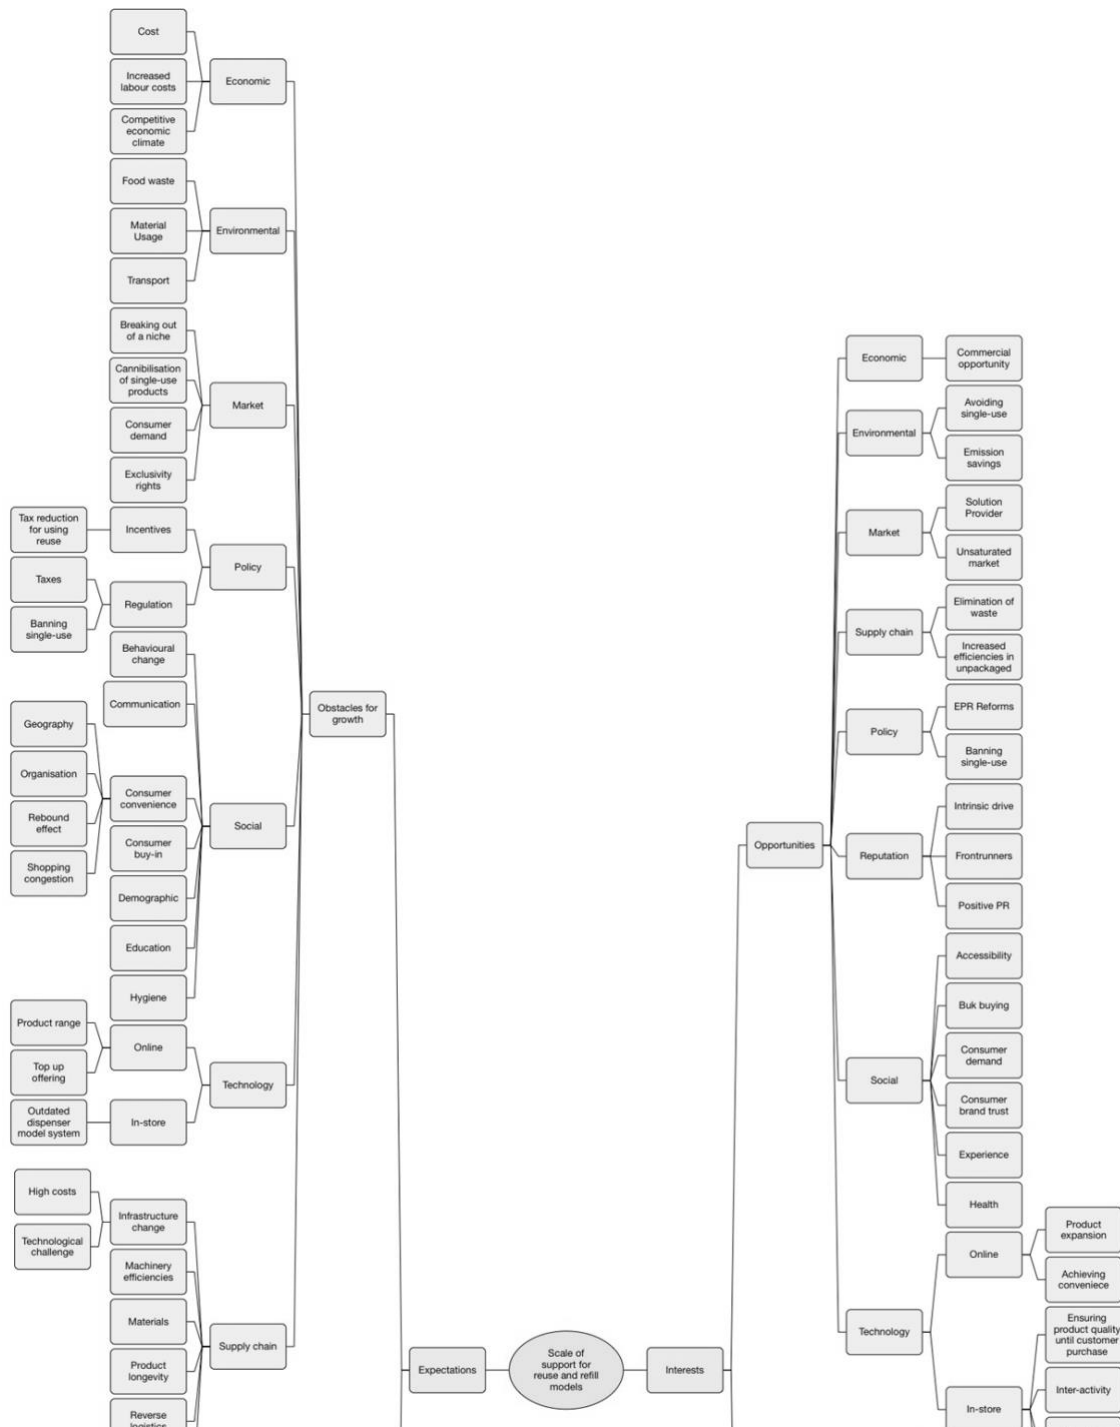 Cost
Increased
labour costs
Competitive
economic
climate
Economic
Food waste
Material
Usage
Transport
Environmental
Breaking out
of a niche
Cannibilisation
of single-use
products
Consumer
demand
Exclusivity
rights
Market
Tax reduction
for using
reuse
Incentives
Taxes
Banning
single-use
Regulation
Policy
Behavioural
change
Communication
Geography
Organisation
Rebound
effect
Shopping
congestion
Consumer
convenience
Consumer
buy-in
Demographic
Education
Hygiene
Social
Product range
Top up
offering
Online
Outdated
dispenser
model system
In-store
Technology
High costs
Technological
challenge
Infrastructure
change
Machinery
efficiencies
Materials
Product
longevity
Reverse
logistics
Supply chain
Obstacles for
growth
Expectations
Scale of
support for
reuse and refill
models
Interests
Opportunities
Economic
Commercial
opportunity
Environmental
Avoiding
single-use
Emission
savings
Market
Solution
Provider
Unsaturated
market
Supply chain
Elimination of
waste
Increased
efficiencies in
unpackaged
Policy
EPR Reforms
Banning
single-use
Reputation
Intrinsic drive
Frontrunners
Positive PR
Social
Accessibility
Buk buying
Consumer
demand
Consumer
brand trust
Experience
Health
Technology
Online
Product
expansion
Achieving
conveniece
In-store
Ensuring
product quality
until customer
purchase
Inter-activity